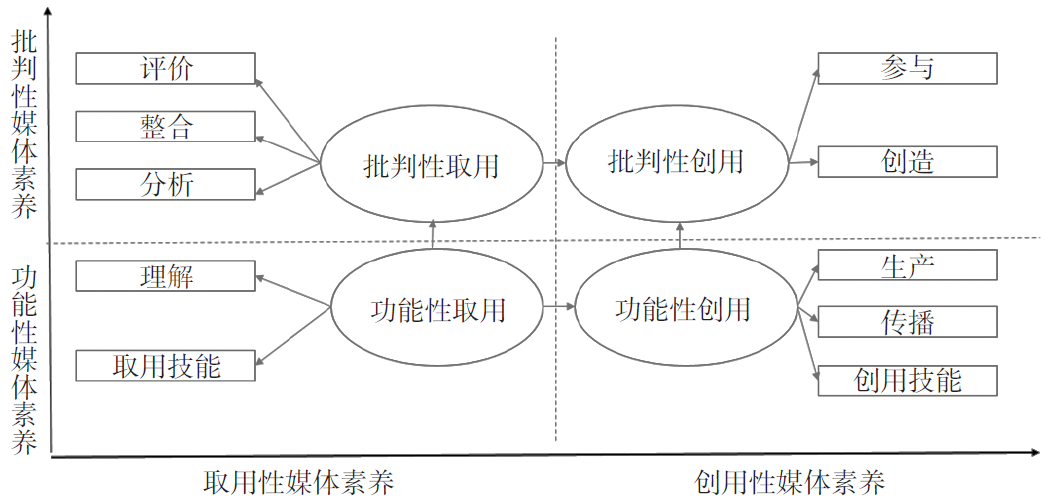 批判性媒体素养
评价
整合
分析
批判性取用
批判性创用
参与
创造
功能性媒体素养
理解
取用技能
功能性取用
功能性创用
生产
传播
创用技能
取用性媒体素养
创用性媒体素养